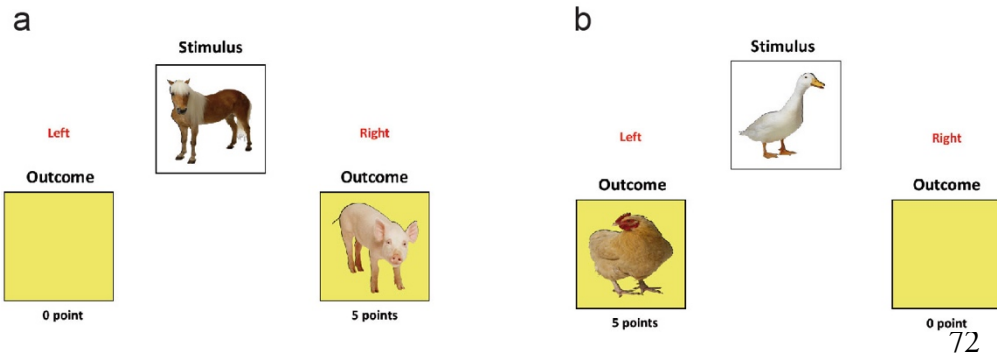 a
Stimulus
Left
Right
Outcome
Outcome
0 point
5 points
b
Stimulus
Left
Right
Outcome
Outcome
5 points
0 point
72